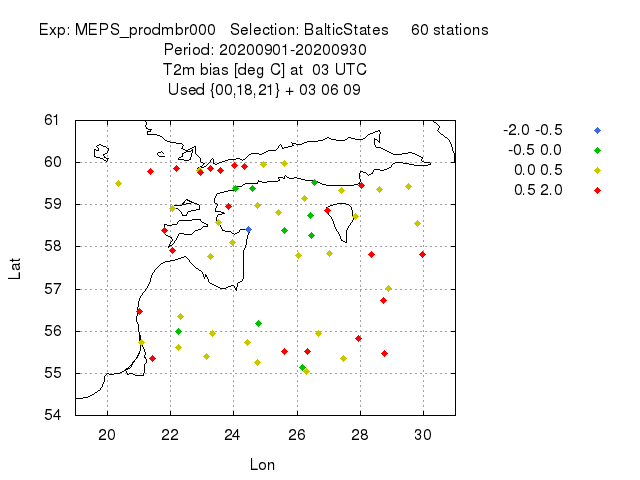 Exp: MEPS_prodmbr000 Selection: BalticStates 60 stations
Period: 20200901-20200930
T2m bias [deg C] at 03 UTC
Used {00,18,21} + 03 06 09
-2.0 -0.5
-0.5 0.0
0.0 0.5
0.5 2.0
61
60
59
58
57
56
55
54
Lat
20 22 24 26 28 30
Lon